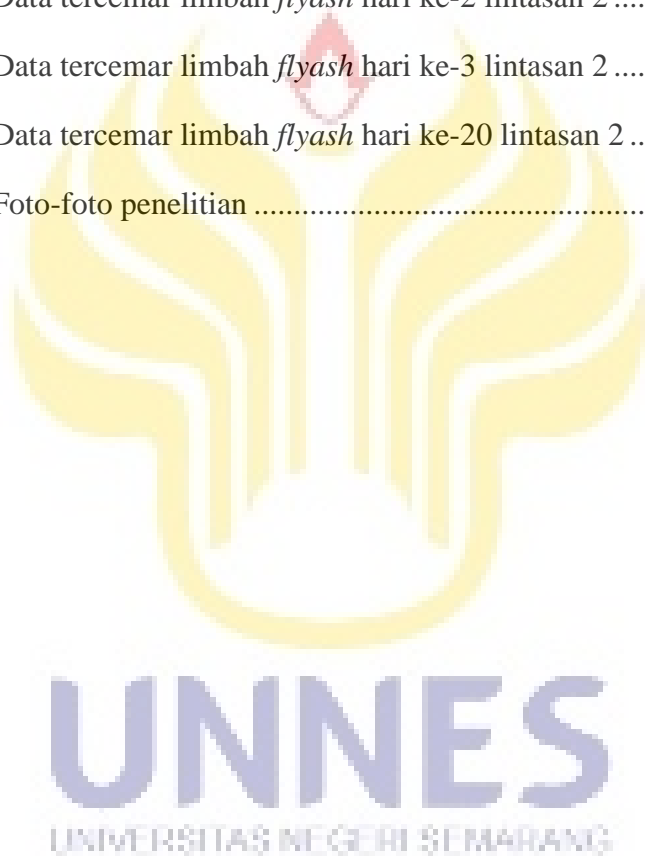 Data tercemar limbah flyash hari ke-2 lintasan 2 ....
Data tercemar limbah flyash hari ke-3 lintasan 2 ....
Data tercemar limbah flyash hari ke-20 lintasan 2 ..
Foto-foto penelitian ............................................
UNNES
UNIVERSITAS NEGERI SEMARANG